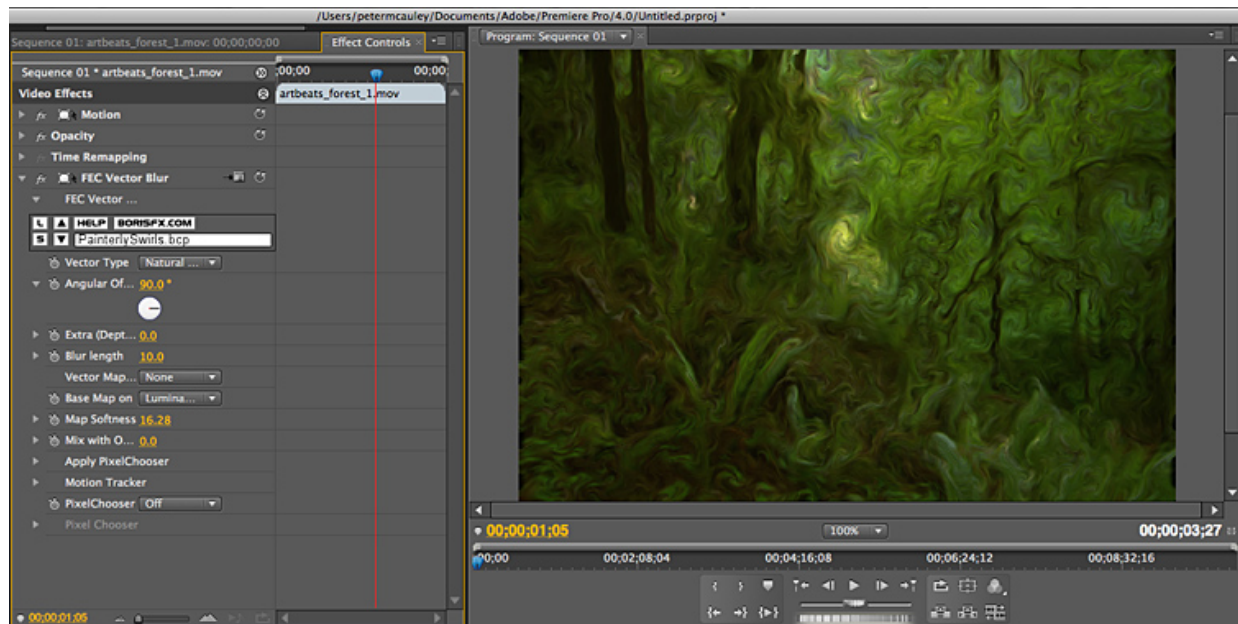 /Users/petermcauley/Documents/Adobe/Premiere Pro/4.0/Untitled.prproj *
Sequence 01: artbeats_forest_1.mov: 00;00;00;00
Effect Controls
Program: Sequence 01
Sequence 01 * artbeats_forest_1.mov
;00;00
00;00;
Video Effects
artbeats_forest_1.mov
fx Motion
fx Opacity
Time Remapping
fx FEC Vector Blur
FEC Vector ...
L HELP BORISFX.COM
S PainterlySwirls.bcp
Vector Type Natural ...
Angular Of... 90.0 °
Extra (Dept... 0.0
Blur length 10.0
Vector Map... None
Base Map on Lumina...
Map Softness 16.28
Mix with O... 0.0
Apply PixelChooser
Motion Tracker
PixelChooser Off
Pixel Chooser
00;00;01;05
00;00;01;05
100%
00;00;03;27
00;00
00;02;08;04
00;04;16;08
00;06;24;12
00;08;32;16